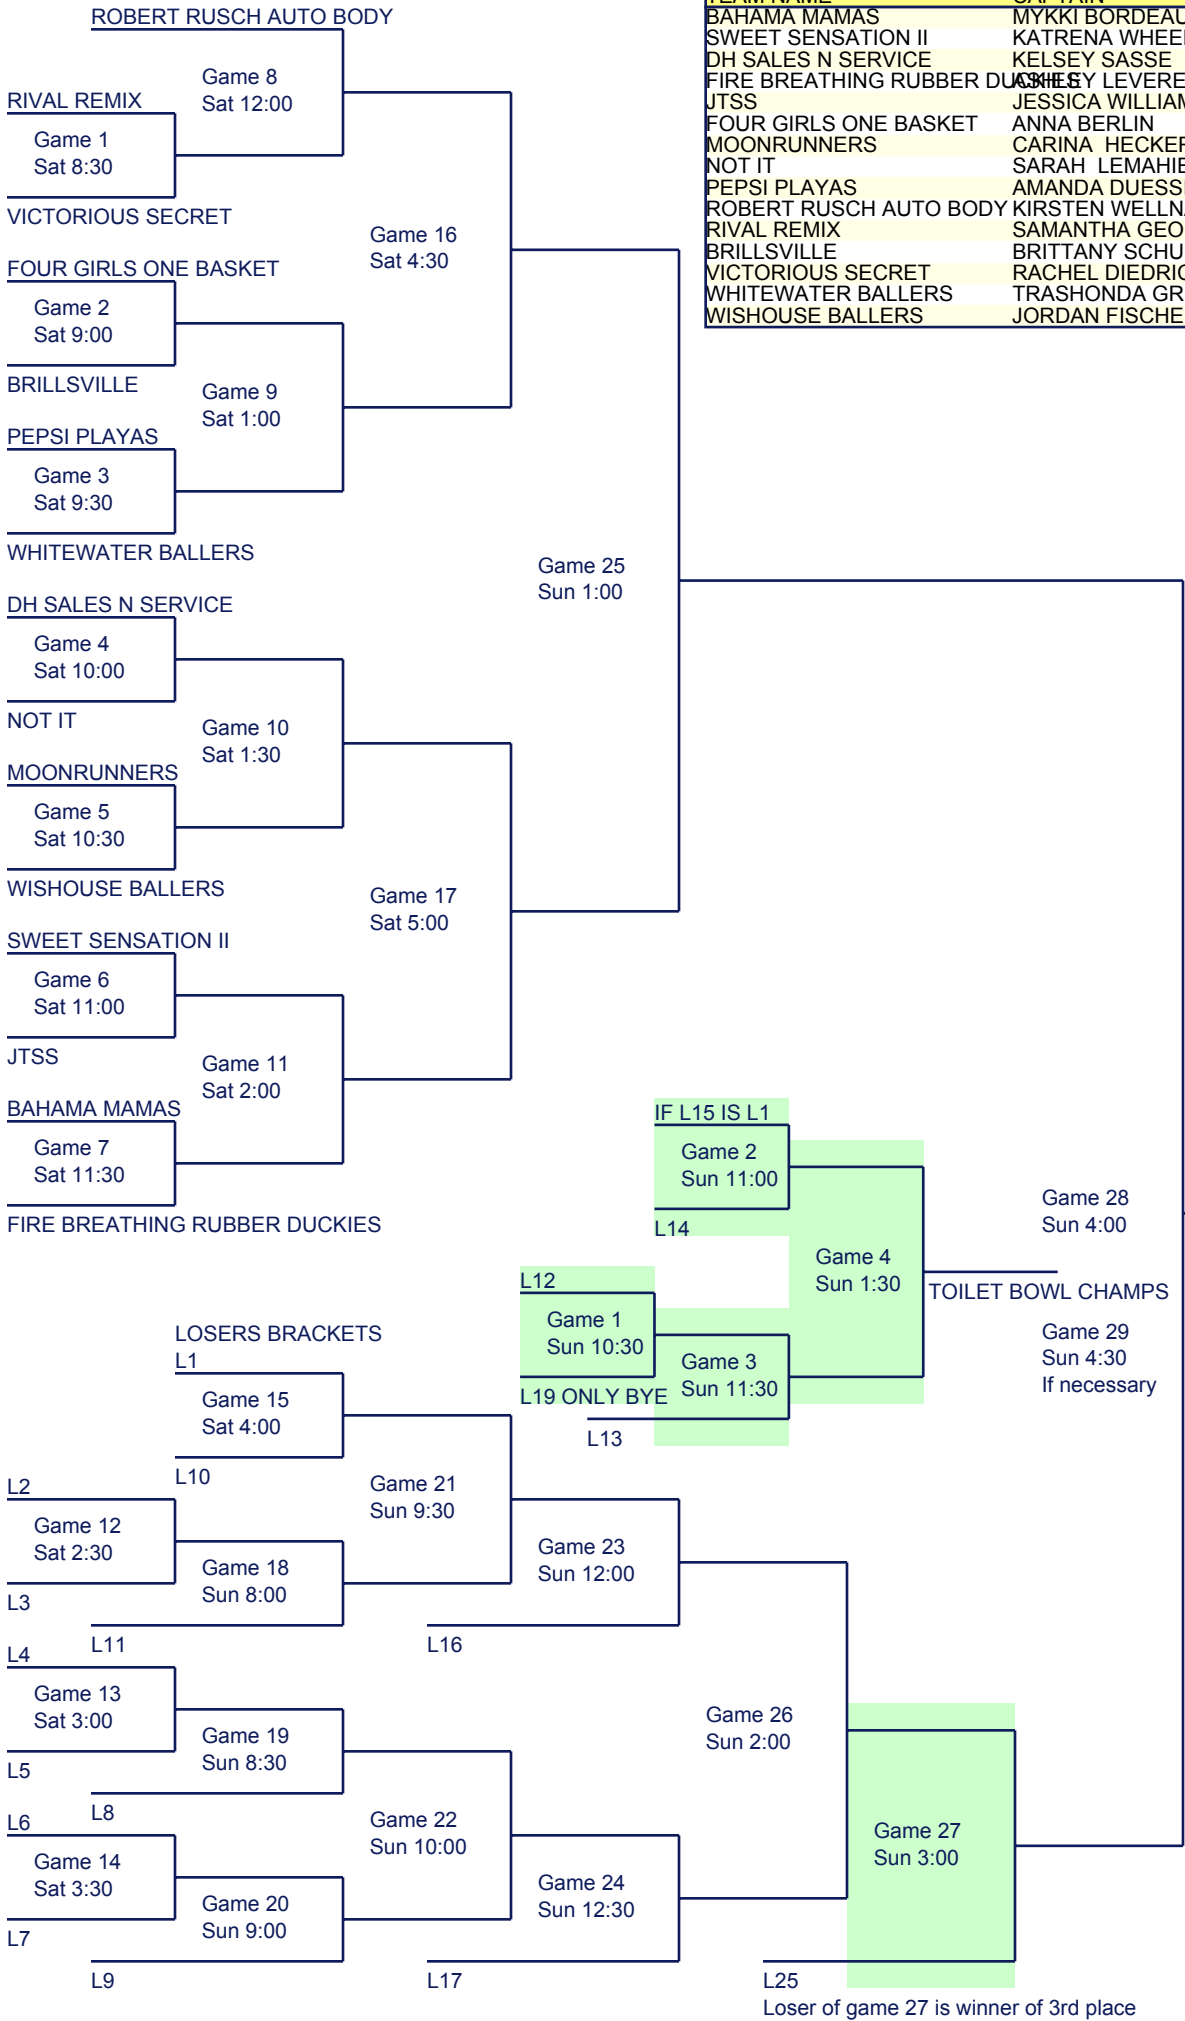 ROBERT RUSCH AUTO BODY
Game 8
Sat 12:00
RIVAL REMIX
Game 1
Sat 8:30
VICTORIOUS SECRET
Game 16
Sat 4:30
FOUR GIRLS ONE BASKET
Game 2
Sat 9:00
BRILLSVILLE
Game 9
Sat 1:00
PEPSI PLAYAS
Game 3
Sat 9:30
WHITEWATER BALLERS
Game 25
Sun 1:00
DH SALES N SERVICE
Game 4
Sat 10:00
NOT IT
Game 10
Sat 1:30
MOONRUNNERS
Game 5
Sat 10:30
WISHOUSE BALLERS
Game 17
Sat 5:00
SWEET SENSATION II
Game 6
Sat 11:00
JTSS
Game 11
Sat 2:00
BAHAMA MAMAS
Game 7
Sat 11:30
FIRE BREATHING RUBBER DUCKIES
BAHAMA MAMAS MYKKI BORDEAU
SWEET SENSATION II KATRENA WHEE
DH SALES N SERVICE KELSEY SASSE
FIRE BREATHING RUBBER DUCKIES ASHLEY LEVERE
JTSS JESSICA WILLIAM
FOUR GIRLS ONE BASKET ANNA BERLIN
MOONRUNNERS CARINA HECKER
NOT IT SARAH LEMAHIE
PEPSI PLAYAS AMANDA DUESS
ROBERT RUSCH AUTO BODY KIRSTEN WELLN
RIVAL REMIX SAMANTHA GEO
BRILLSVILLE BRITTANY SCHU
VICTORIOUS SECRET RACHEL DIEDRIC
WHITEWATER BALLERS TRASHONDA GR
WISHOUSE BALLERS JORDAN FISCHE
IF L15 IS L1
Game 2
Sun 11:00
L14
Game 4
Sun 1:30
L12
Game 1
Sun 10:30
L19 ONLY BYE
Game 3
Sun 11:30
L13
TOILET BOWL CHAMPS
Game 28
Sun 4:00
Game 29
Sun 4:30
If necessary
LOSERS BRACKETS
L1
Game 15
Sat 4:00
L10
Game 21
Sun 9:30
L2
Game 12
Sat 2:30
L3
Game 18
Sun 8:00
L11
Game 23
Sun 12:00
L16
L4
Game 13
Sat 3:00
L5
Game 19
Sun 8:30
L8
Game 26
Sun 2:00
L6
Game 14
Sat 3:30
L7
Game 22
Sun 10:00
Game 20
Sun 9:00
L9
Game 24
Sun 12:30
L17
Game 27
Sun 3:00
L25
Loser of game 27 is winner of 3rd place